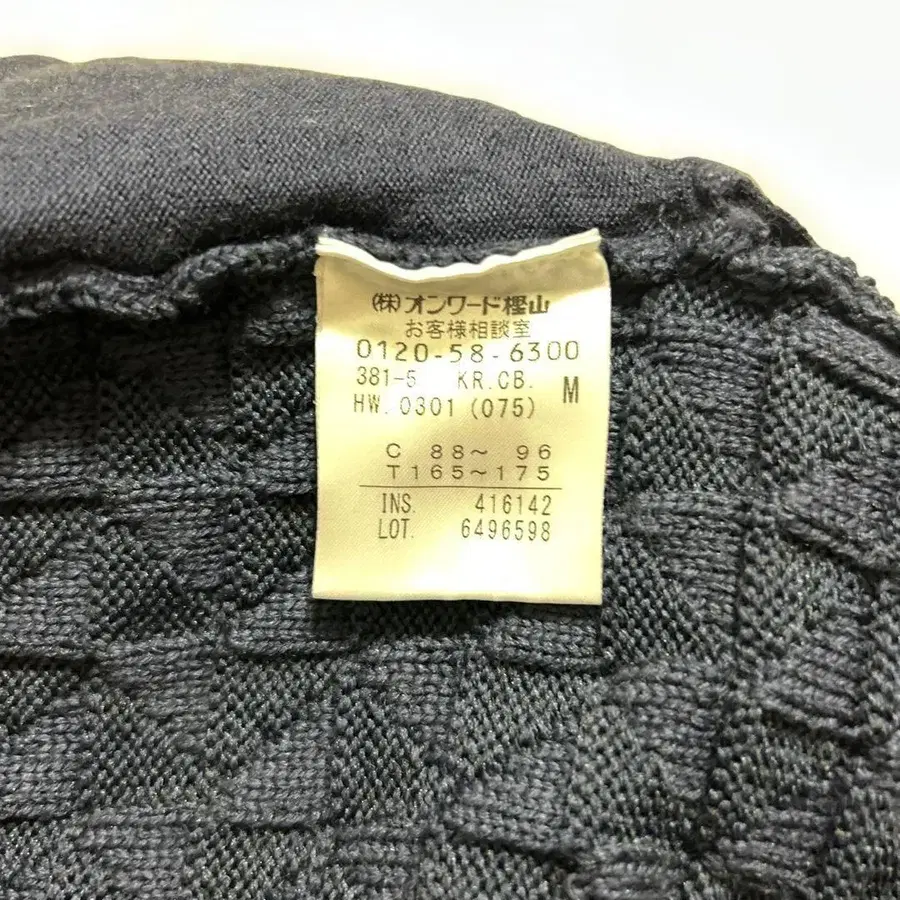 (株)オンワード樫山
お客様相談室
0120-58-6300
381-5 KR.CB. M
HW.0301(075)
C 88～ 96
T165～175
INS. 416142
LOT. 6496598